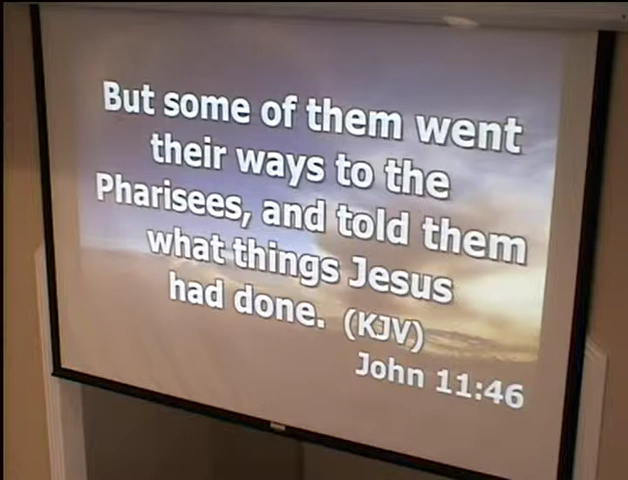 But some of them went
their ways to the
Pharisees, and told them
what things Jesus
had done. (KJV)
John 11:46